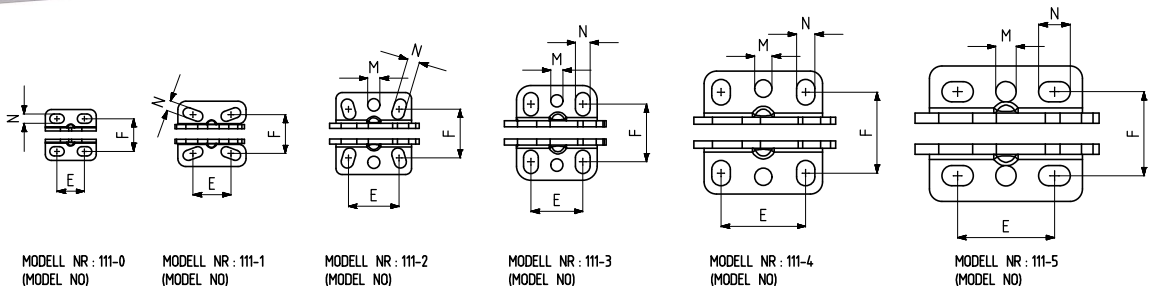 N
F
E
MODELL NR : 111-0
(MODEL NO)
N
F
E
MODELL NR : 111-1
(MODEL NO)
N
M
F
E
MODELL NR : 111-2
(MODEL NO)
N
M
F
E
MODELL NR : 111-3
(MODEL NO)
N
M
F
E
MODELL NR : 111-4
(MODEL NO)
N
M
F
E
MODELL NR : 111-5
(MODEL NO)